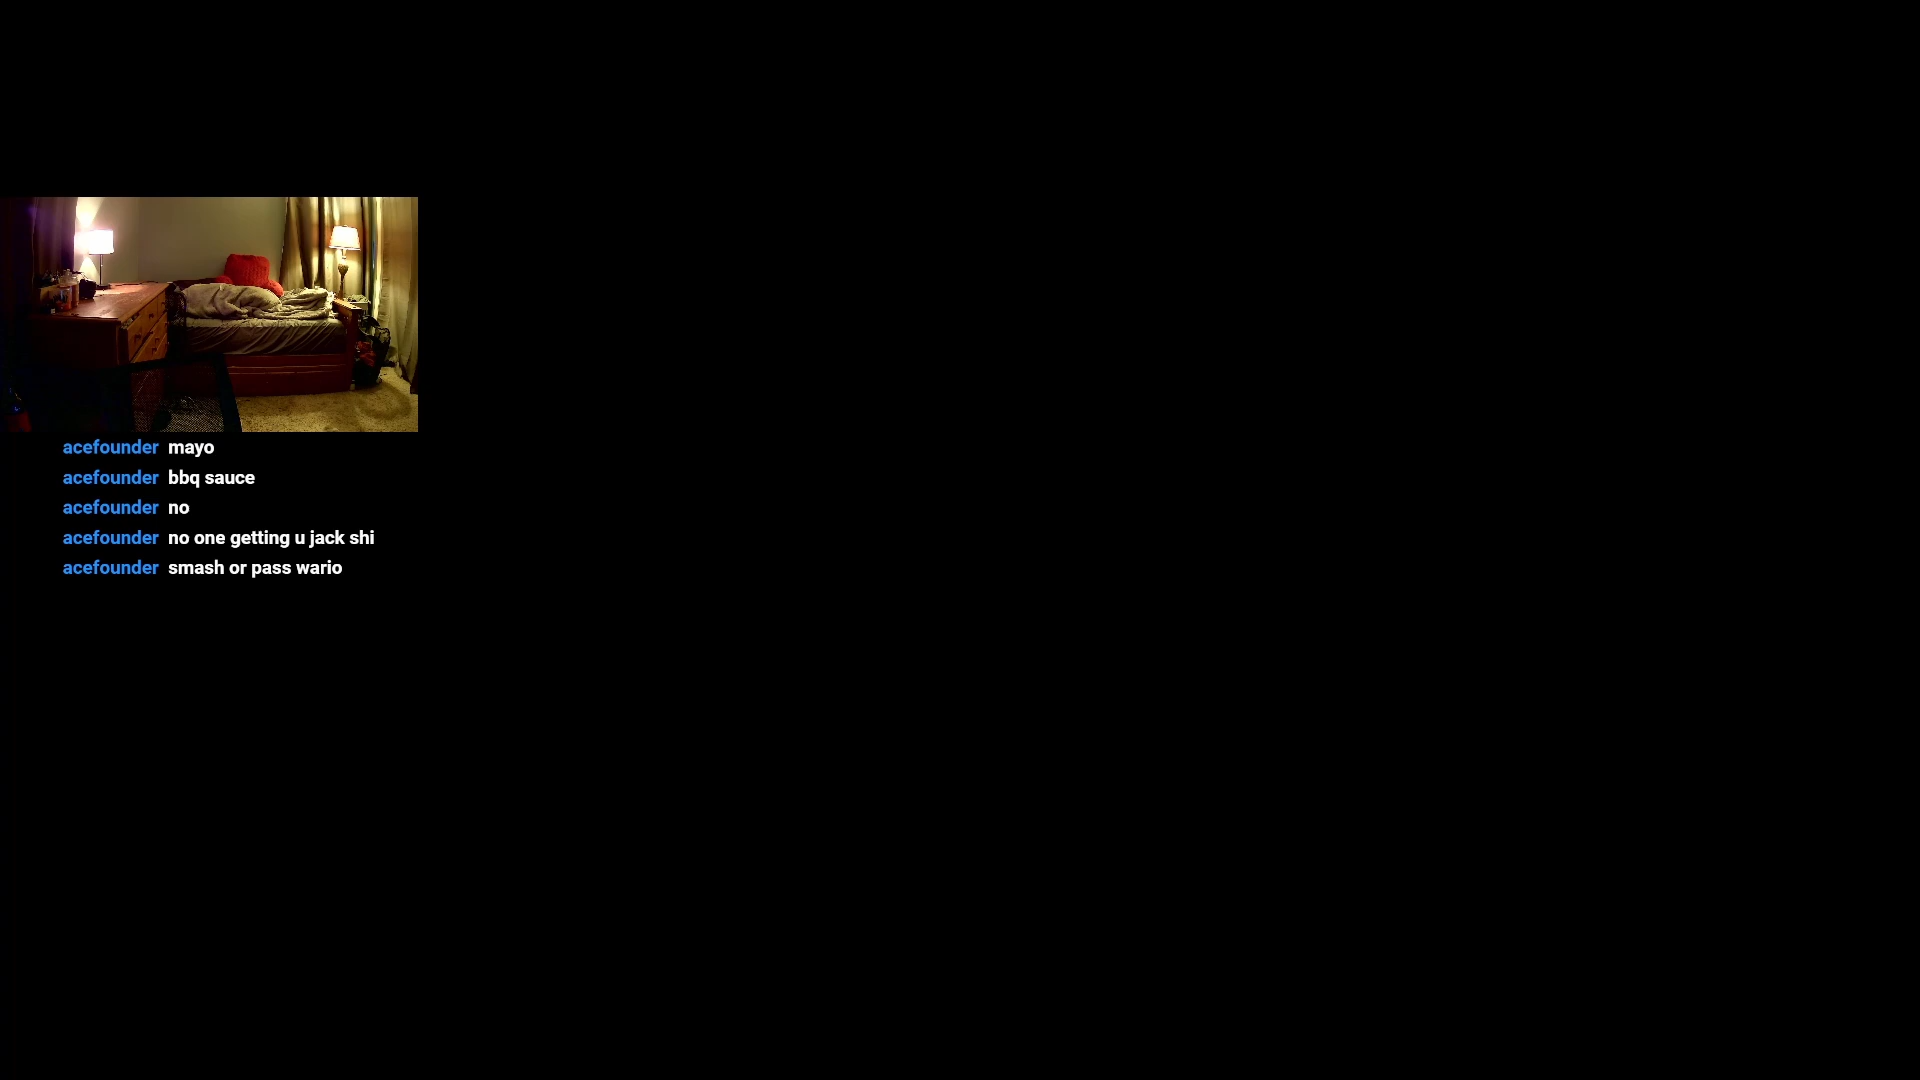 acefounder mayo
acefounder bbq sauce
acefounder no
acefounder no one getting u jack shi
acefounder smash or pass wario